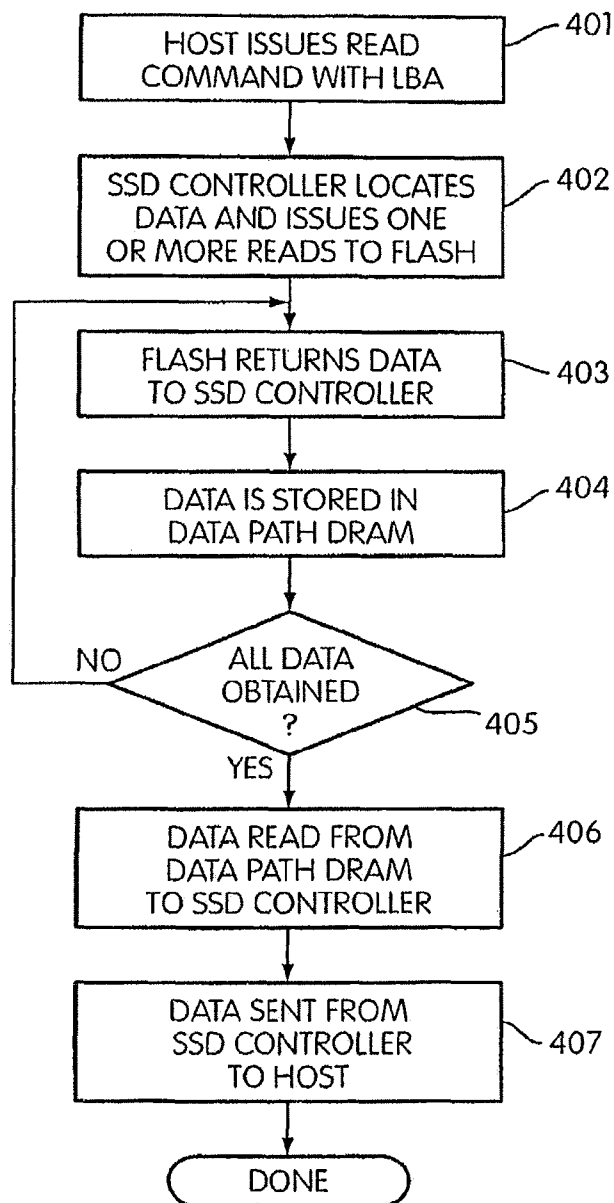 HOST ISSUES READ
COMMAND WITH LBA
401
SSD CONTROLLER LOCATES
DATA AND ISSUES ONE
OR MORE READS TO FLASH
402
FLASH RETURNS DATA
TO SSD CONTROLLER
403
DATA IS STORED IN
DATA PATH DRAM
404
NO
ALL DATA
OBTAINED
?
405
YES
DATA READ FROM
DATA PATH DRAM
TO SSD CONTROLLER
406
DATA SENT FROM
SSD CONTROLLER
TO HOST
407
DONE